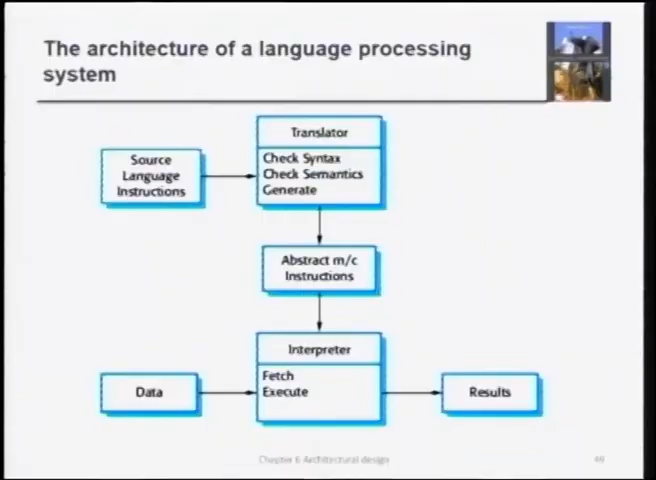 The architecture of a language processing
system
Translator
Check Syntax
Check Semantics
Generate
Source
Language
Instructions
Abstract m/c
Instructions
Interpreter
Fetch
Execute
Data
Results
Chapter 6 Architectural design